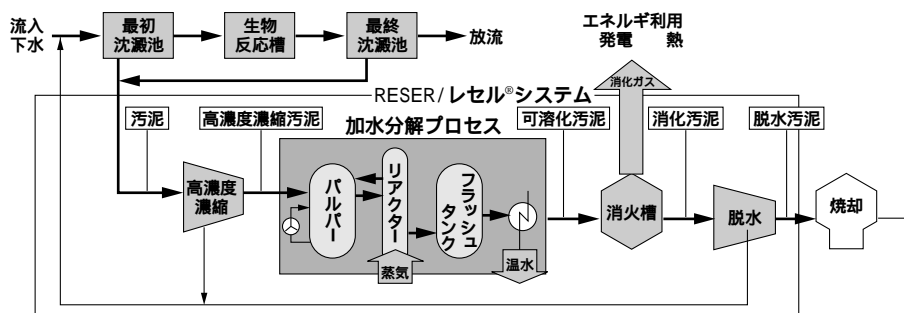 流入
下水
最初
沈澱池
生物
反応槽
最終
沈澱池
放流
エネルギ利用
発電　熱
消化ガス
RESER/レセル®システム
汚泥
高濃度濃縮汚泥
加水分解プロセス
可溶化汚泥
消化汚泥
脱水汚泥
高濃度
濃縮
パルパー
リアクター
フラッシュ
タンク
消火槽
脱水
焼却
蒸気
温水